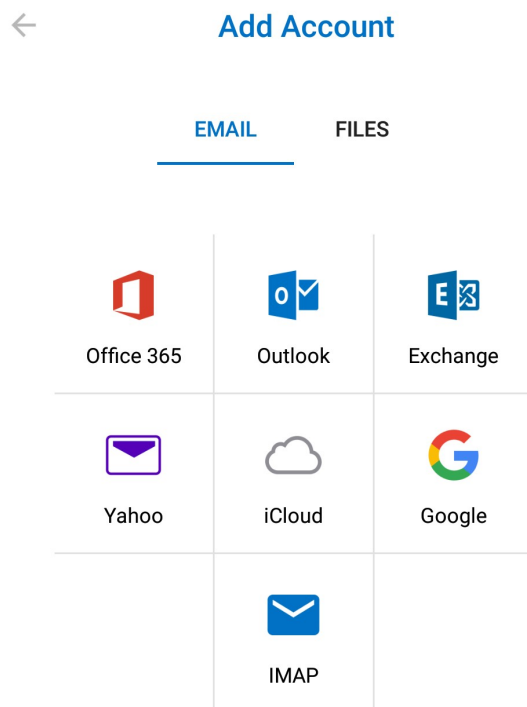 Add Account
EMAIL FILES
Office 365 Outlook Exchange
Yahoo iCloud Google
IMAP